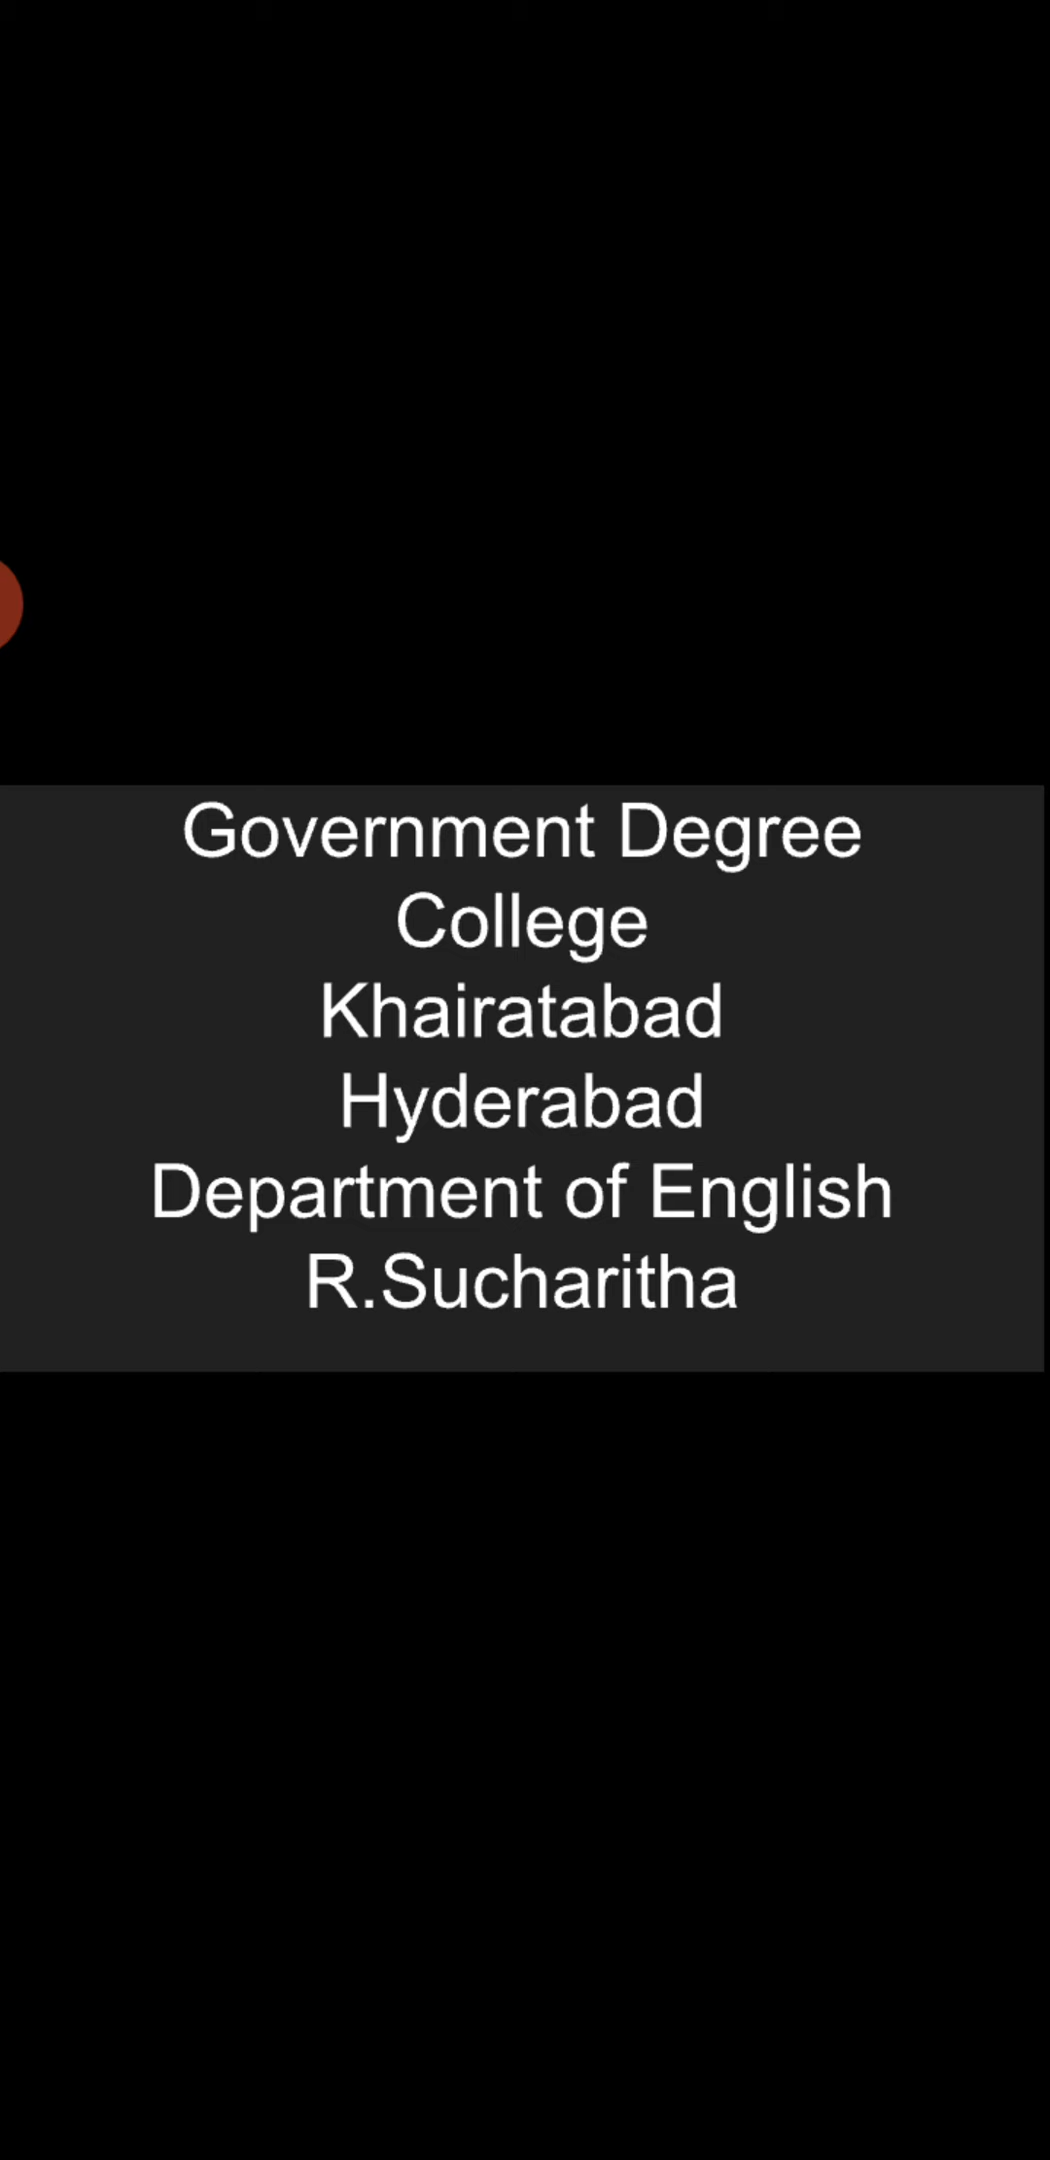 Government Degree
College
Khairatabad
Hyderabad
Department of English
R.Sucharitha